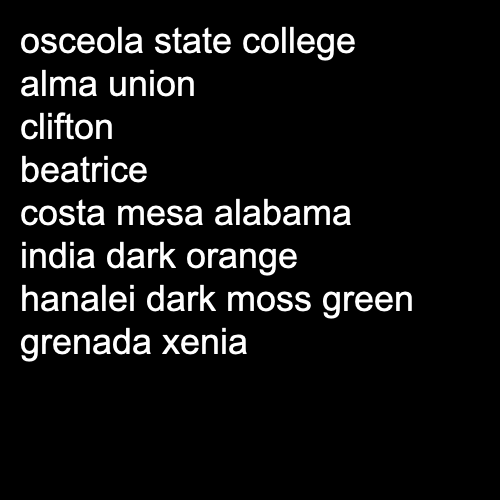 osceola state college
alma union
clifton
beatrice
costa mesa alabama
india dark orange
hanalei dark moss green
grenada xenia